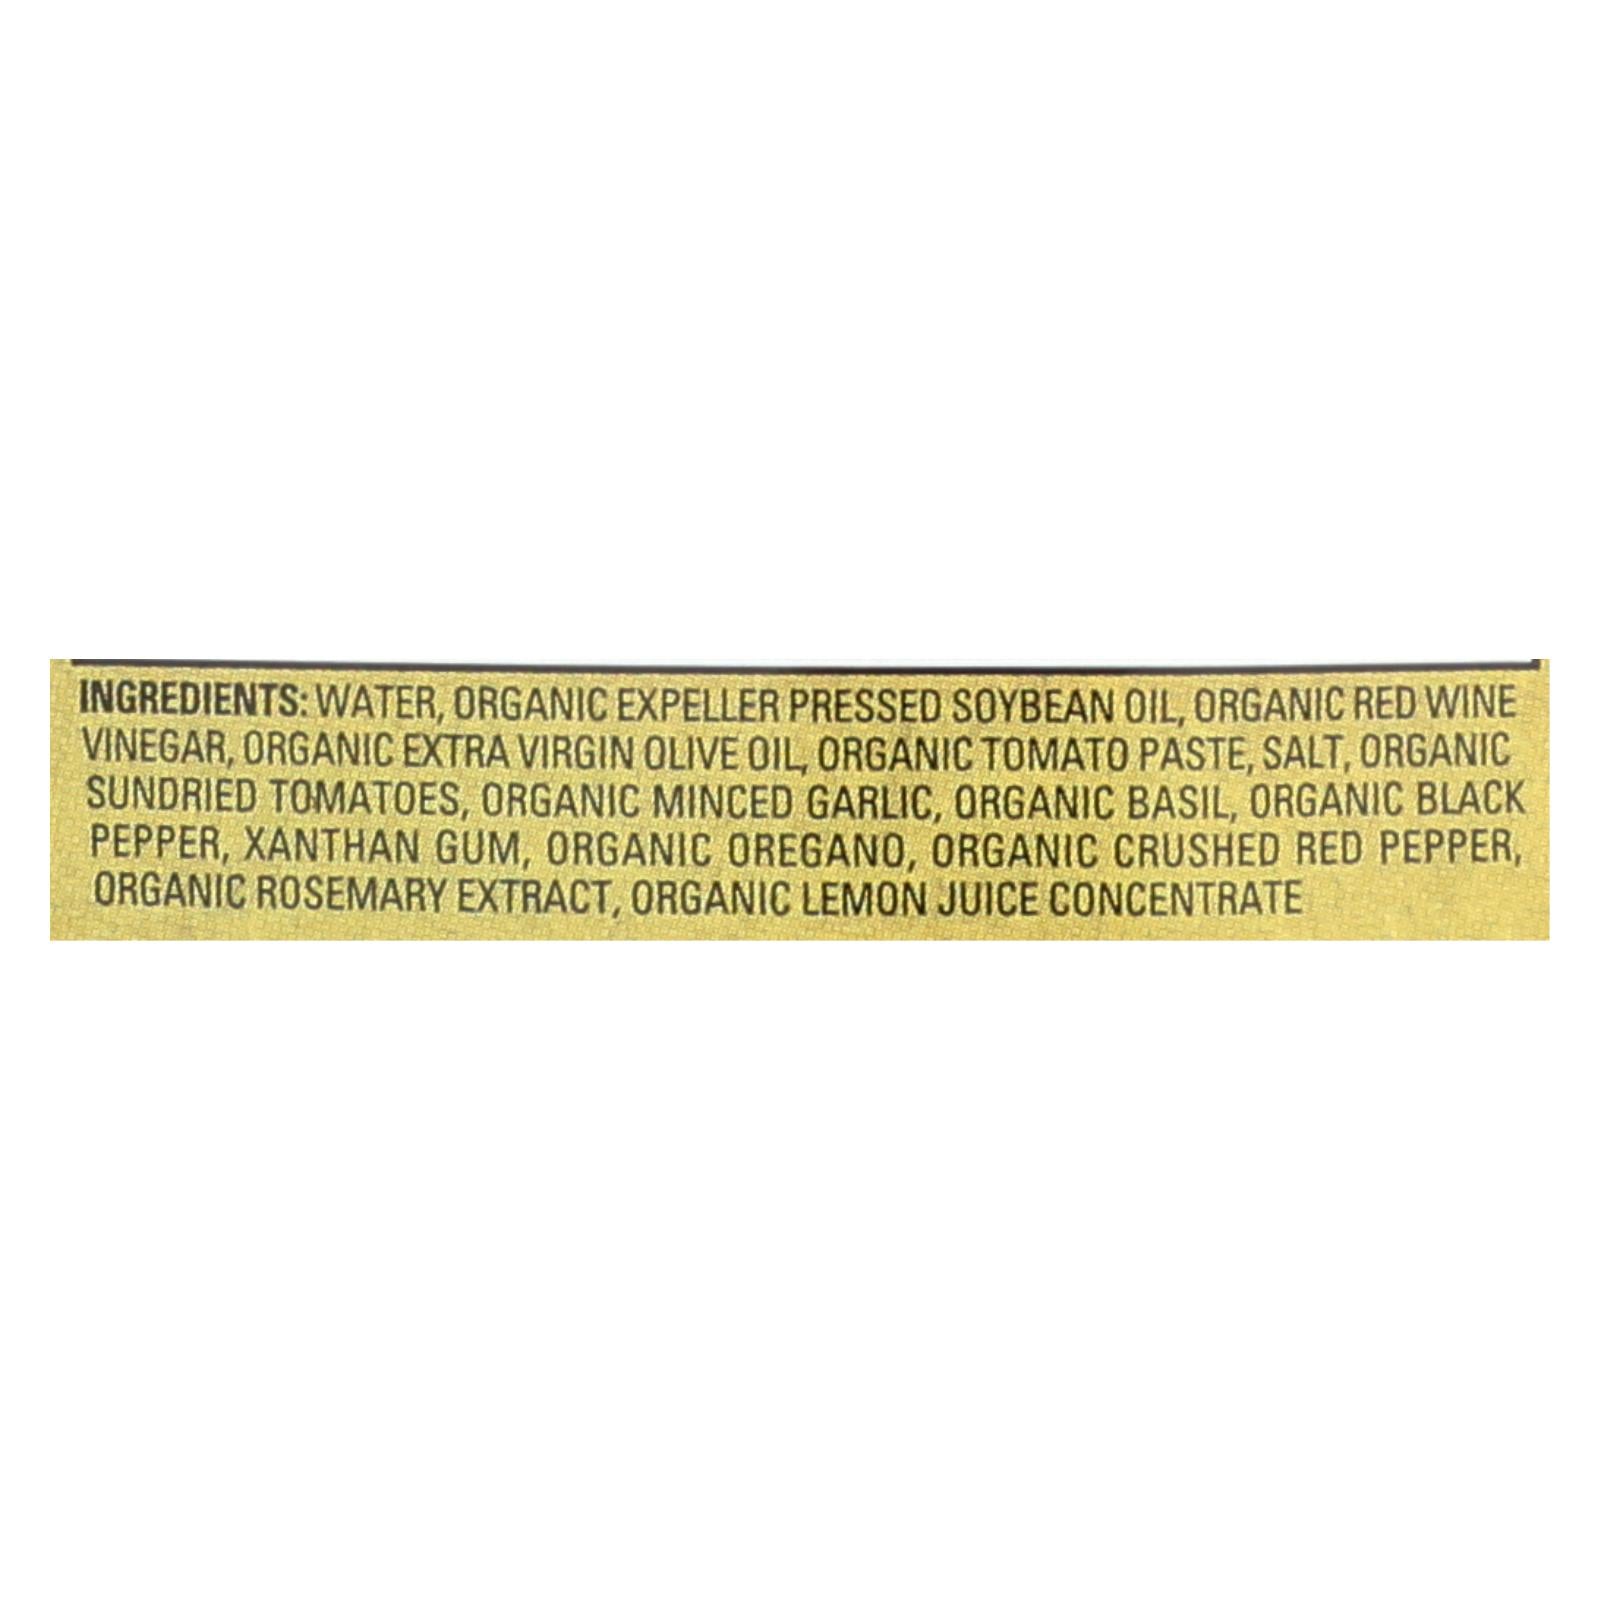 INGREDIENTS: WATER, ORGANIC EXPELLER PRESSED SOYBEAN OIL, ORGANIC RED WINE
VINEGAR, ORGANIC EXTRA VIRGIN OLIVE OIL, ORGANIC TOMATO PASTE, SALT, ORGANIC
SUNDRIED TOMATOES, ORGANIC MINCED GARLIC, ORGANIC BASIL, ORGANIC BLACK
PEPPER, XANTHAN GUM, ORGANIC OREGANO, ORGANIC CRUSHED RED PEPPER,
ORGANIC ROSEMARY EXTRACT, ORGANIC LEMON JUICE CONCENTRATE